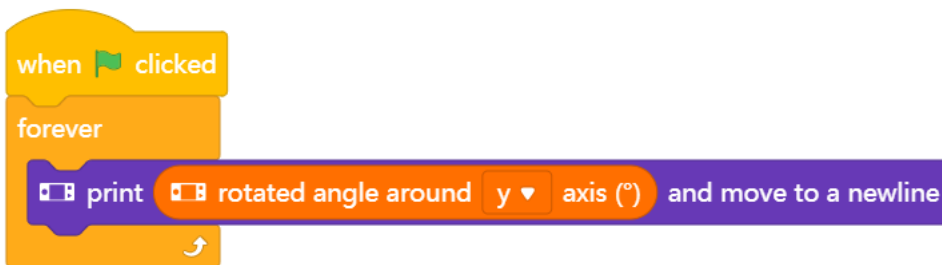 when clicked
forever
print rotated angle around y axis (°) and move to a newline